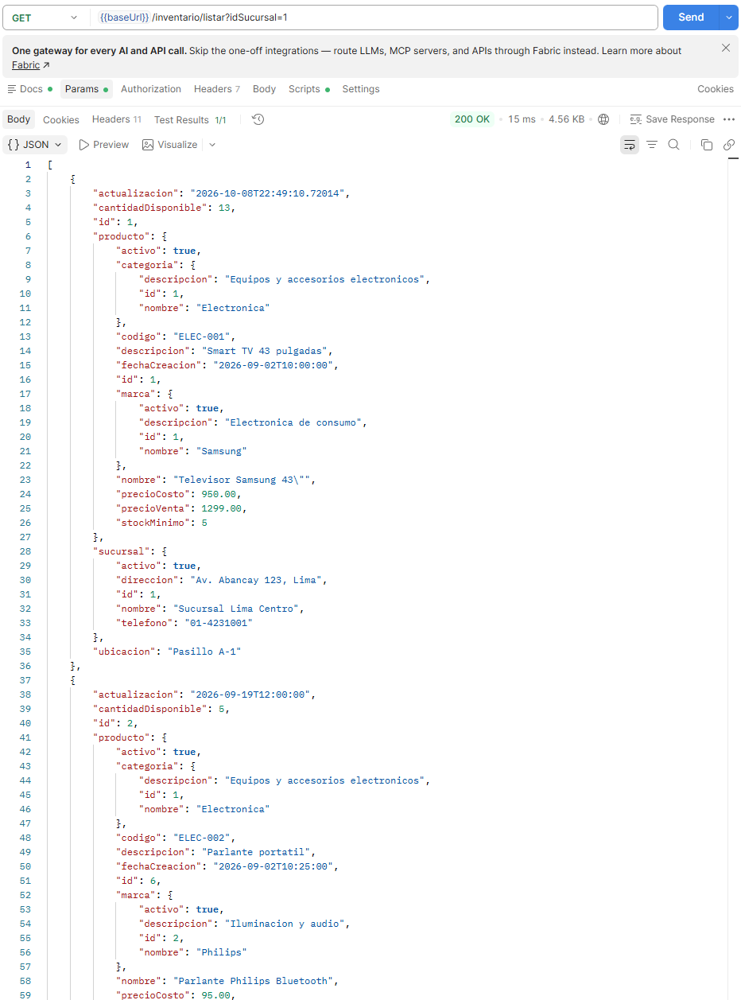 GET {{baseUrl}} /inventario/listar?idSucursal=1 Send
One gateway for every AI and API call. Skip the one-off integrations — route LLMs, MCP servers, and APIs through Fabric instead. Learn more about
Fabric ↗
Docs Params Authorization Headers 7 Body Scripts Settings Cookies
Body Cookies Headers 11 Test Results 1/1 200 OK 15 ms 4.56 KB e.g. Save Response
{} JSON Preview Visualize
1 [
2 {
3 "actualizacion": "2026-10-08T22:49:10.72014",
4 "cantidadDisponible": 13,
5 "id": 1,
6 "producto": {
7 "activo": true,
8 "categoria": {
9 "descripcion": "Equipos y accesorios electronicos",
10 "id": 1,
11 "nombre": "Electronica"
12 },
13 "codigo": "ELEC-001",
14 "descripcion": "Smart TV 43 pulgadas",
15 "fechaCreacion": "2026-09-02T10:00:00",
16 "id": 1,
17 "marca": {
18 "activo": true,
19 "descripcion": "Electronica de consumo",
20 "id": 1,
21 "nombre": "Samsung"
22 },
23 "nombre": "Televisor Samsung 43\"",
24 "precioCosto": 950.00,
25 "precioVenta": 1299.00,
26 "stockMinimo": 5
27 },
28 "sucursal": {
29 "activo": true,
30 "direccion": "Av. Abancay 123, Lima",
31 "id": 1,
32 "nombre": "Sucursal Lima Centro",
33 "telefono": "01-4231001"
34 },
35 "ubicacion": "Pasillo A-1"
36 },
37 {
38 "actualizacion": "2026-09-19T12:00:00",
39 "cantidadDisponible": 5,
40 "id": 2,
41 "producto": {
42 "activo": true,
43 "categoria": {
44 "descripcion": "Equipos y accesorios electronicos",
45 "id": 1,
46 "nombre": "Electronica"
47 },
48 "codigo": "ELEC-002",
49 "descripcion": "Parlante portatil",
50 "fechaCreacion": "2026-09-02T10:25:00",
51 "id": 6,
52 "marca": {
53 "activo": true,
54 "descripcion": "Iluminacion y audio",
55 "id": 2,
56 "nombre": "Philips"
57 },
58 "nombre": "Parlante Philips Bluetooth",
59 "precioCosto": 95.00,